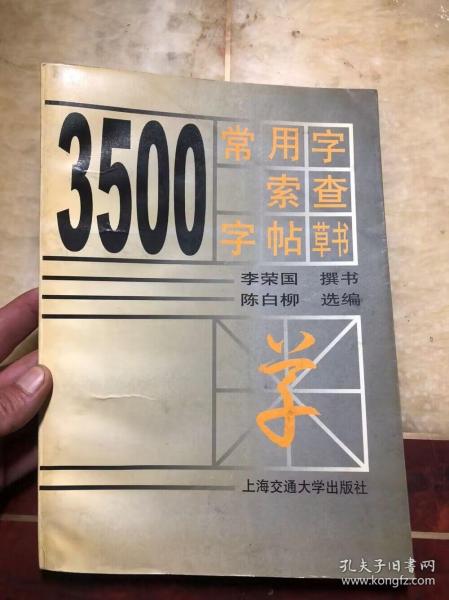 3500
常用字
索查
字帖草书
李荣国 撰书
陈白柳 选编
学
上海交通大学出版社
孔夫子旧书网
www.kongfz.com